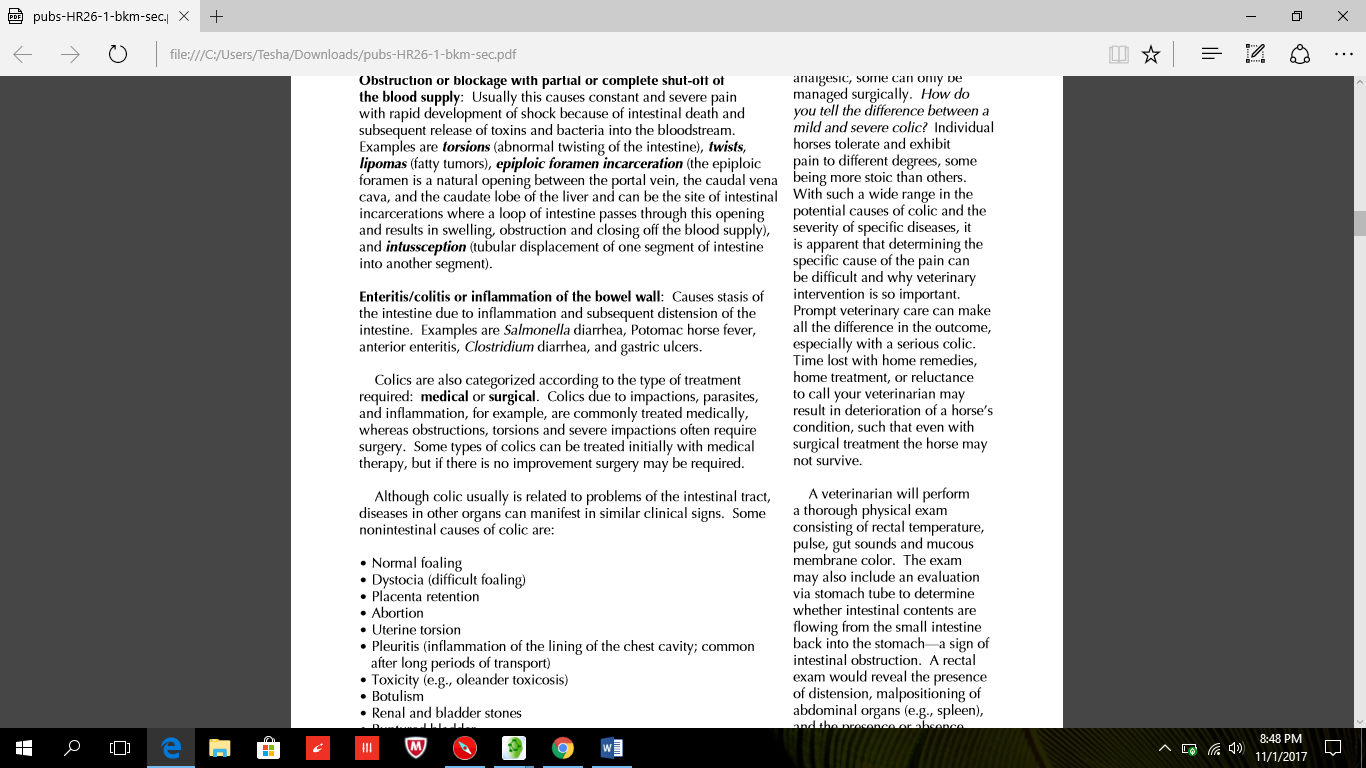 pubs-HR26-1-bkm-sec.p
file:///C:/Users/Tesha/Downloads/pubs-HR26-1-bkm-sec.pdf
Obstruction or blockage with partial or complete shut-off of
the blood supply:  Usually this causes constant and severe pain
with rapid development of shock because of intestinal death and
subsequent release of toxins and bacteria into the bloodstream.
Examples are torsions (abnormal twisting of the intestine), twists,
lipomas (fatty tumors), epiploic foramen incarceration (the epiploic
foramen is a natural opening between the portal vein, the caudal vena
cava, and the caudate lobe of the liver and can be the site of intestinal
incarcerations where a loop of intestine passes through this opening
and results in swelling, obstruction and closing off the blood supply),
and intussception (tubular displacement of one segment of intestine
into another segment).
Enteritis/colitis or inflammation of the bowel wall:  Causes stasis of
the intestine due to inflammation and subsequent distension of the
intestine.  Examples are Salmonella diarrhea, Potomac horse fever,
anterior enteritis, Clostridium diarrhea, and gastric ulcers.
Colics are also categorized according to the type of treatment
required:  medical or surgical.  Colics due to impactions, parasites,
and inflammation, for example, are commonly treated medically,
whereas obstructions, torsions and severe impactions often require
surgery.  Some types of colics can be treated initially with medical
therapy, but if there is no improvement surgery may be required.
Although colic usually is related to problems of the intestinal tract,
diseases in other organs can manifest in similar clinical signs.  Some
nonintestinal causes of colic are:
• Normal foaling
• Dystocia (difficult foaling)
• Placenta retention
• Abortion
• Uterine torsion
• Pleuritis (inflammation of the lining of the chest cavity; common
after long periods of transport)
• Toxicity (e.g., oleander toxicosis)
• Botulism
• Renal and bladder stones
• Ruptured bladder
analgesic, some can only be
managed surgically.  How do
you tell the difference between a
mild and severe colic?  Individual
horses tolerate and exhibit
pain to different degrees, some
being more stoic than others.
With such a wide range in the
potential causes of colic and the
severity of specific diseases, it
is apparent that determining the
specific cause of the pain can
be difficult and why veterinary
intervention is so important.
Prompt veterinary care can make
all the difference in the outcome,
especially with a serious colic.
Time lost with home remedies,
home treatment, or reluctance
to call your veterinarian may
result in deterioration of a horse's
condition, such that even with
surgical treatment the horse may
not survive.
A veterinarian will perform
a thorough physical exam
consisting of rectal temperature,
pulse, gut sounds and mucous
membrane color.  The exam
may also include an evaluation
via stomach tube to determine
whether intestinal contents are
flowing from the small intestine
back into the stomach—a sign of
intestinal obstruction.  A rectal
exam would reveal the presence
of distension, malpositioning of
abdominal organs (e.g., spleen),
and the presence or absence
8:48 PM
11/1/2017